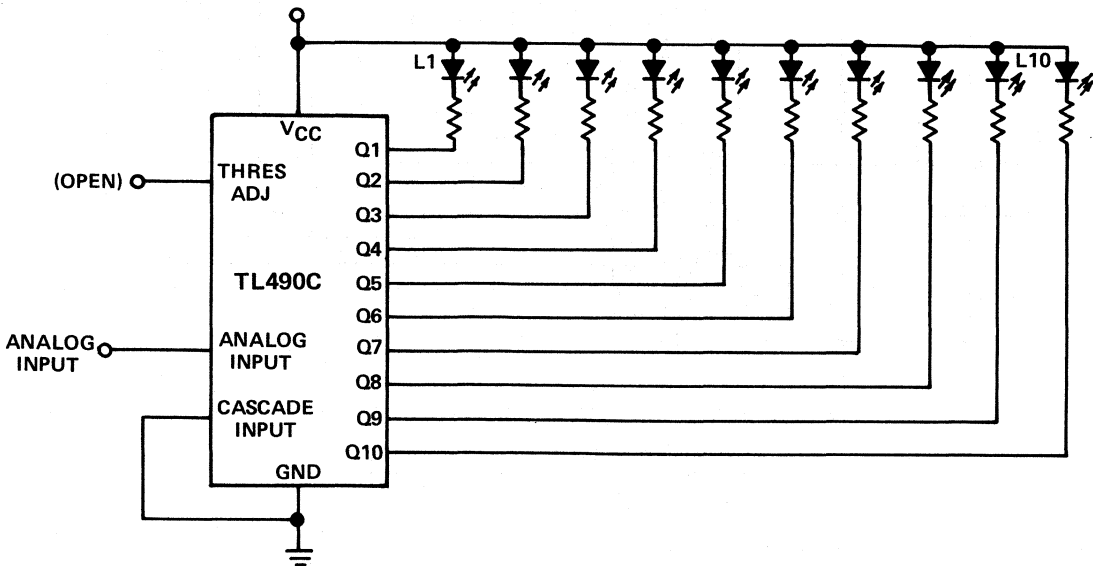 L1
L10
VCC
Q1
(OPEN)
THRES
ADJ
Q2
Q3
Q4
TL490C
Q5
Q6
ANALOG
INPUT
ANALOG
INPUT
Q7
Q8
CASCADE
INPUT
Q9
Q10
GND